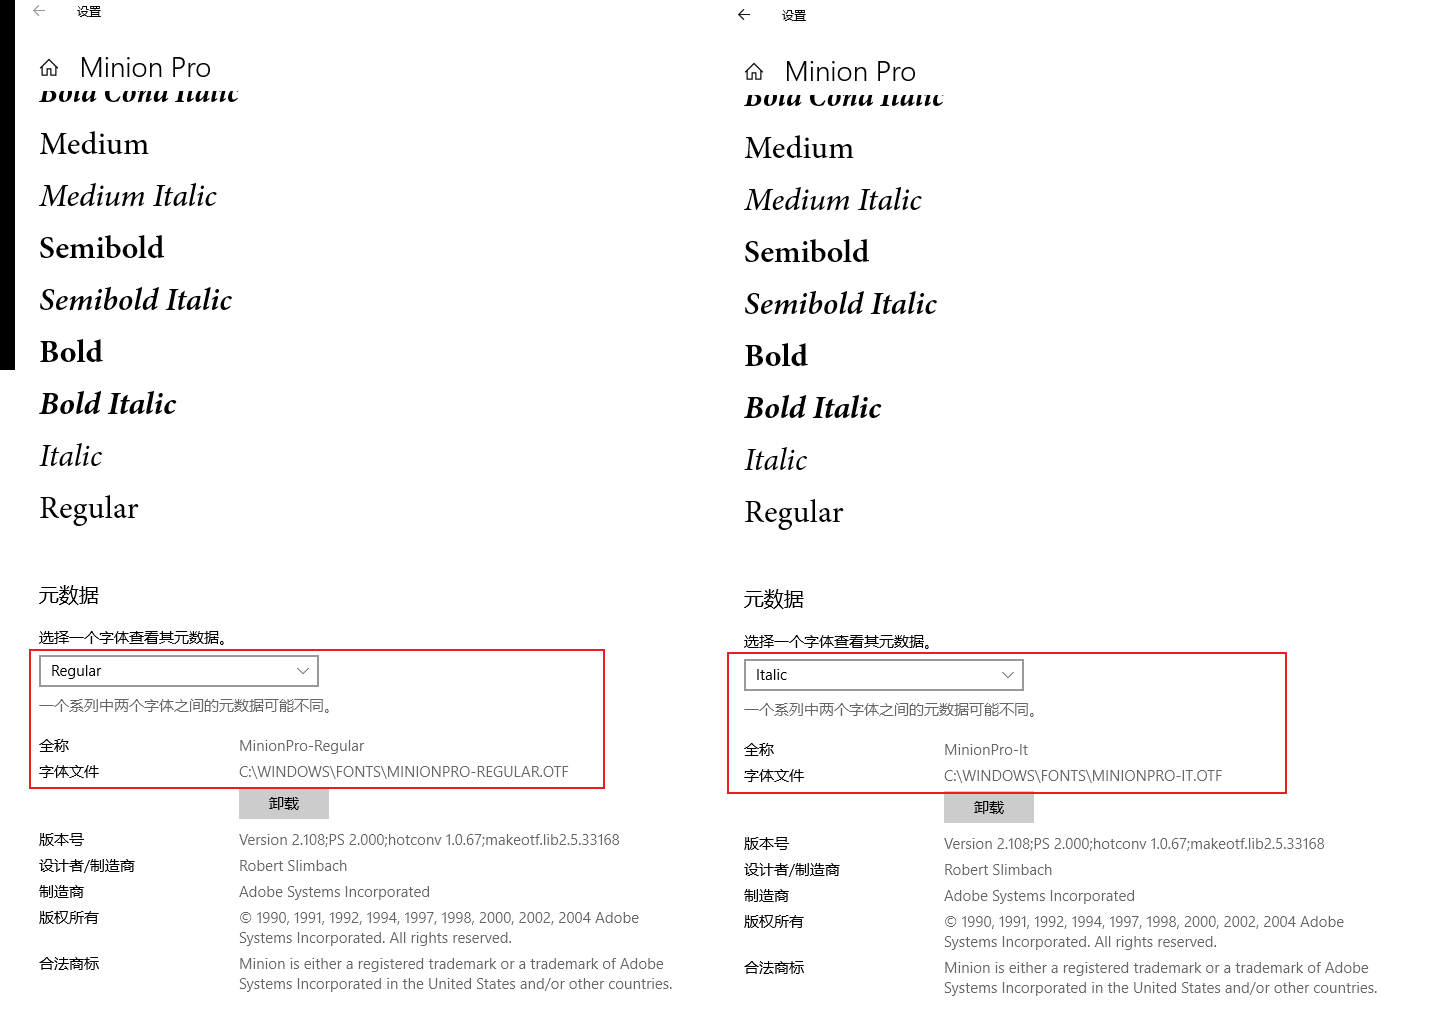 设置
Minion Pro
Bold Cond Italic
Medium
Medium Italic
Semibold
Semibold Italic
Bold
Bold Italic
Italic
Regular
元数据
选择一个字体查看其元数据。
Regular
一个系列中两个字体之间的元数据可能不同。
全称 MinionPro-Regular
字体文件 C:\WINDOWS\FONTS\MINIONPRO-REGULAR.OTF
卸载
版本号 Version 2.108;PS 2.000;hotconv 1.0.67;makeotf.lib2.5.33168
设计者/制造商 Robert Slimbach
制造商 Adobe Systems Incorporated
版权所有 © 1990, 1991, 1992, 1994, 1997, 1998, 2000, 2002, 2004 Adobe
Systems Incorporated. All rights reserved.
合法商标 Minion is either a registered trademark or a trademark of Adobe
Systems Incorporated in the United States and/or other countries.
设置
Minion Pro
Bold Cond Italic
Medium
Medium Italic
Semibold
Semibold Italic
Bold
Bold Italic
Italic
Regular
元数据
选择一个字体查看其元数据。
Italic
一个系列中两个字体之间的元数据可能不同。
全称 MinionPro-It
字体文件 C:\WINDOWS\FONTS\MINIONPRO-IT.OTF
卸载
版本号 Version 2.108;PS 2.000;hotconv 1.0.67;makeotf.lib2.5.33168
设计者/制造商 Robert Slimbach
制造商 Adobe Systems Incorporated
版权所有 © 1990, 1991, 1992, 1994, 1997, 1998, 2000, 2002, 2004 Adobe
Systems Incorporated. All rights reserved.
合法商标 Minion is either a registered trademark or a trademark of Adobe
Systems Incorporated in the United States and/or other countries.